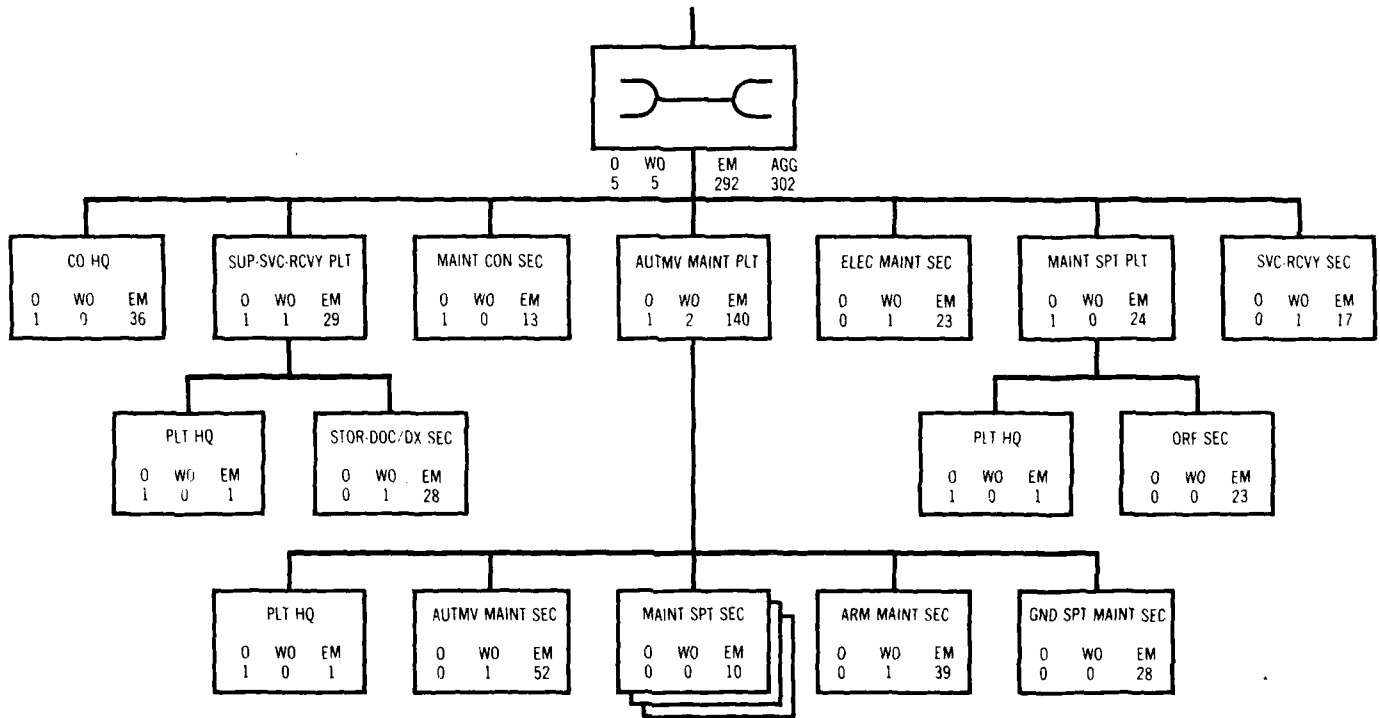 O WO EM AGG
5 5 292 302
CO HQ
O WO EM
1 0 36
SUP-SVC-RCVY PLT
O WO EM
1 1 29
MAINT CON SEC
O WO EM
1 0 13
AUTMV MAINT PLT
O WO EM
1 2 140
ELEC MAINT SEC
O WO EM
0 1 23
MAINT SPT PLT
O WO EM
1 0 24
SVC-RCVY SEC
O WO EM
0 1 17
PLT HQ
O WO EM
1 0 1
STOR-DOC/DX SEC
O WO EM
0 1 28
PLT HQ
O WO EM
1 0 1
ORF SEC
O WO EM
0 0 23
PLT HQ
O WO EM
1 0 1
AUTMV MAINT SEC
O WO EM
0 1 52
MAINT SPT SEC
O WO EM
0 0 10
ARM MAINT SEC
O WO EM
0 1 39
GND SPT MAINT SEC
O WO EM
0 0 28